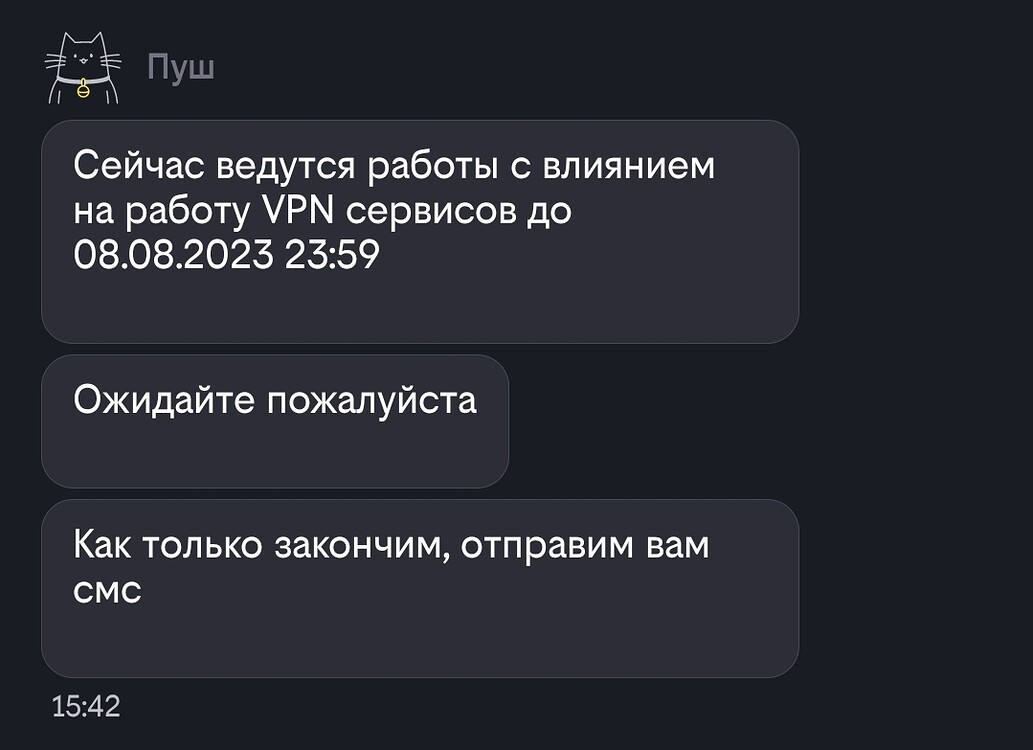 Пуш
Сейчас ведутся работы с влиянием
на работу VPN сервисов до
08.08.2023 23:59
Ожидайте пожалуйста
Как только закончим, отправим вам
смс
15:42